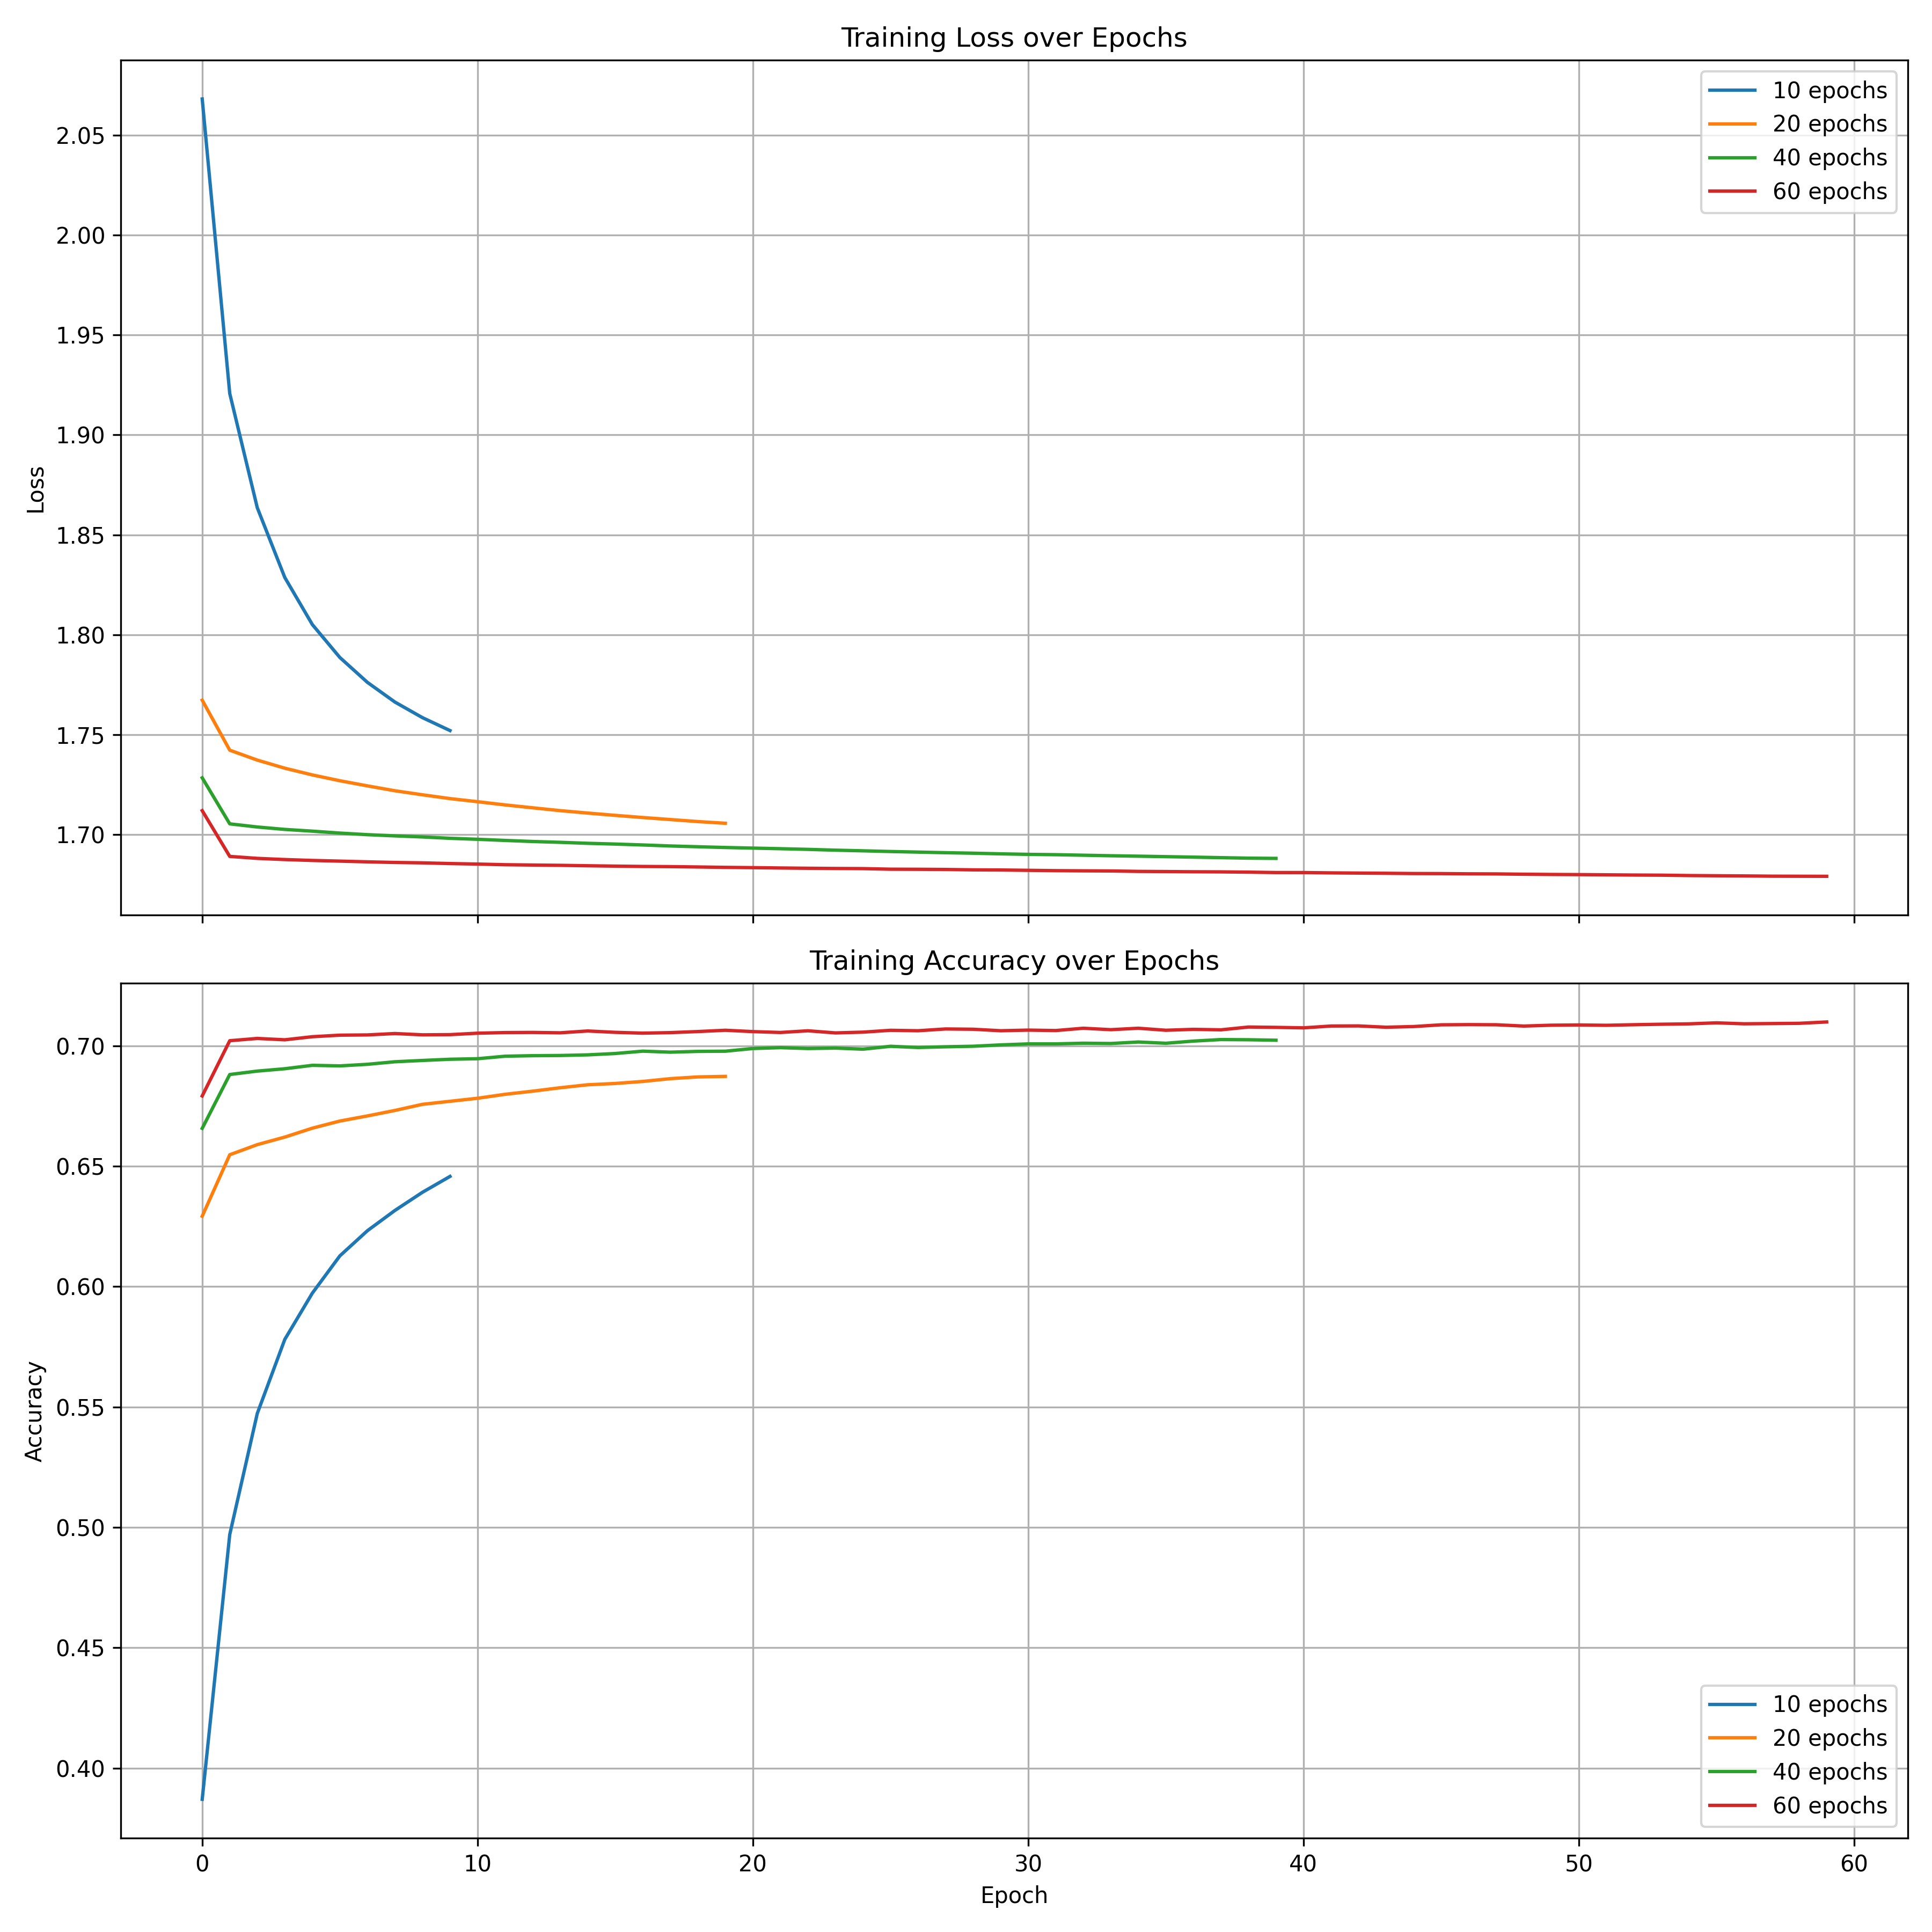 Training Loss over Epochs
10 epochs
20 epochs
40 epochs
60 epochs
2.05
2.00
1.95
1.90
1.85
1.80
1.75
1.70
Loss
Training Accuracy over Epochs
0.70
0.65
0.60
0.55
0.50
0.45
0.40
Accuracy
10 epochs
20 epochs
40 epochs
60 epochs
0 10 20 30 40 50 60
Epoch